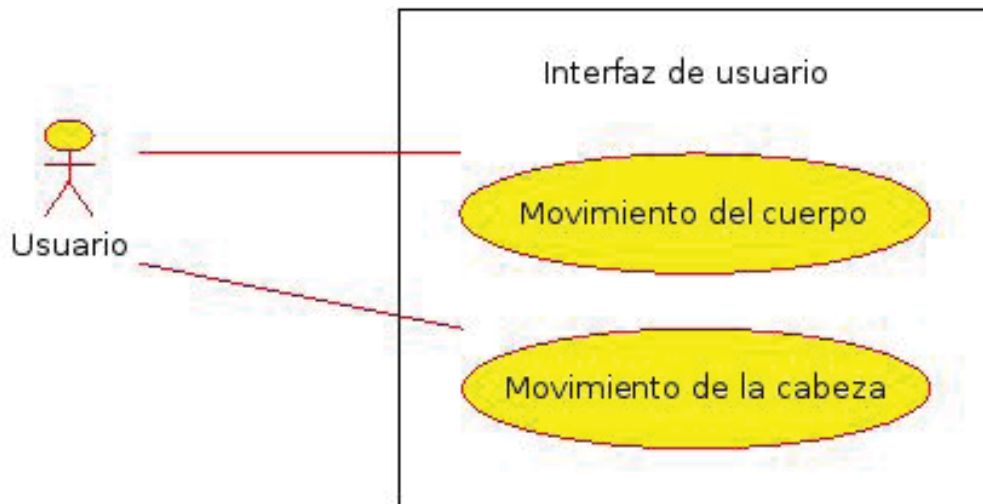 Interfaz de usuario
Movimiento del cuerpo
Usuario
Movimiento de la cabeza